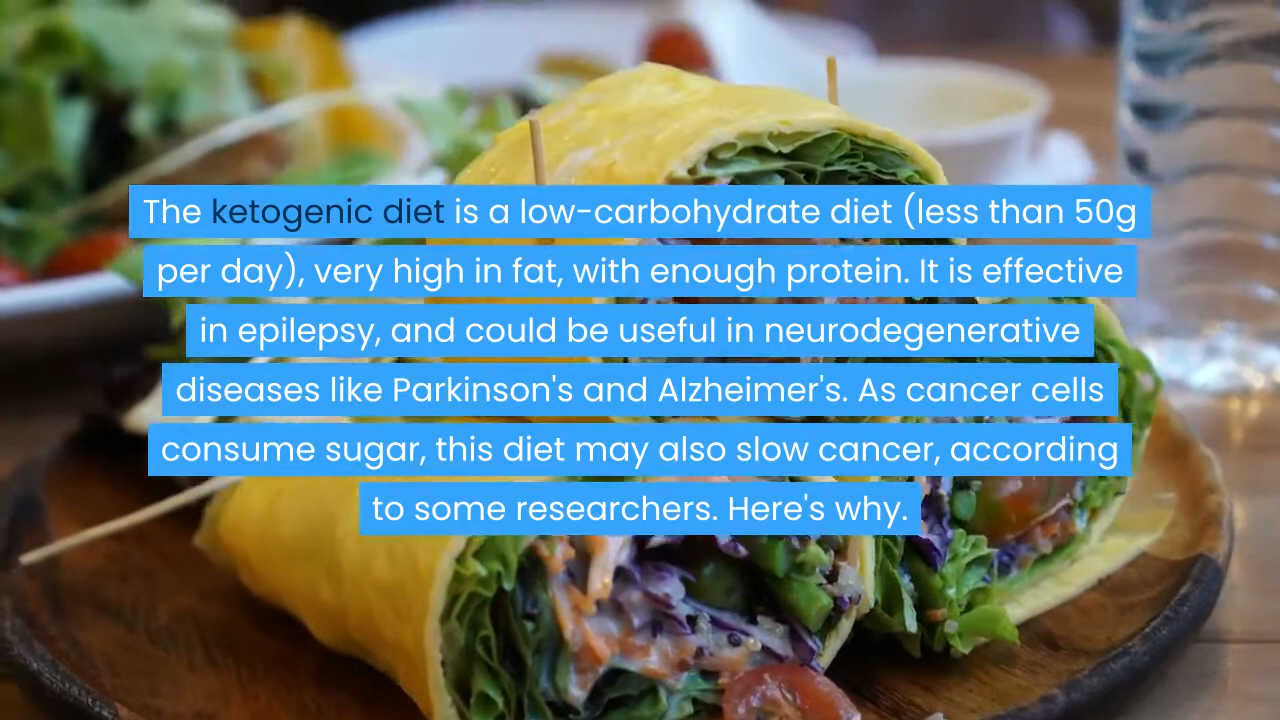 The ketogenic diet is a low-carbohydrate diet (less than 50g
per day), very high in fat, with enough protein. It is effective
in epilepsy, and could be useful in neurodegenerative
diseases like Parkinson's and Alzheimer's. As cancer cells
consume sugar, this diet may also slow cancer, according
to some researchers. Here's why.